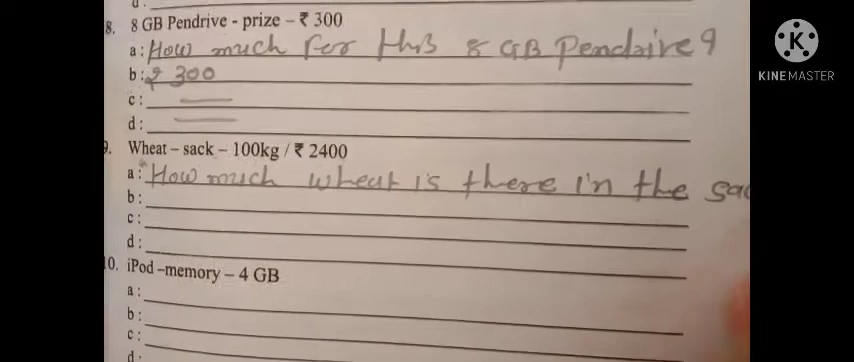 d:
8. 8 GB Pendrive - prize – ₹ 300
a: How much for this 8 GB Pendrive ?
b: ₹ 300
c:
d:
9. Wheat – sack – 100kg / ₹ 2400
a: How much wheat is there in the sac
b:
c:
d:
10. iPod –memory – 4 GB
a:
b:
c:
d:
K
KINEMASTER